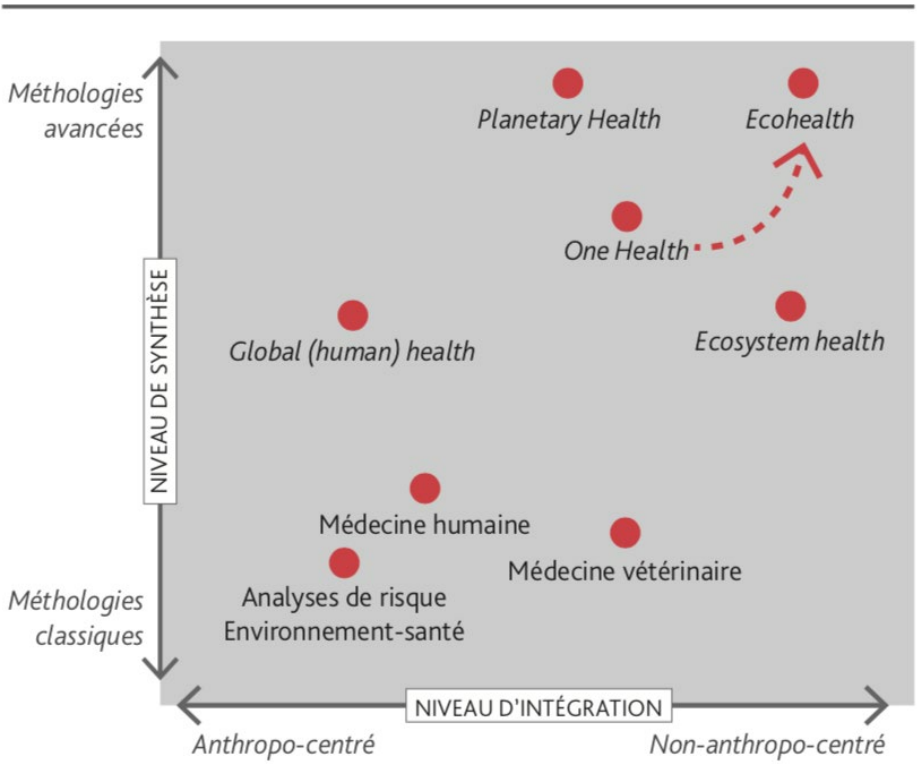 Méthologies
avancées
Planetary Health
Ecohealth
One Health
NIVEAU DE SYNTHÈSE
Global (human) health
Ecosystem health
Médecine humaine
Médecine vétérinaire
Analyses de risque
Environnement-santé
Méthologies
classiques
NIVEAU D'INTÉGRATION
Anthropo-centré
Non-anthropo-centré